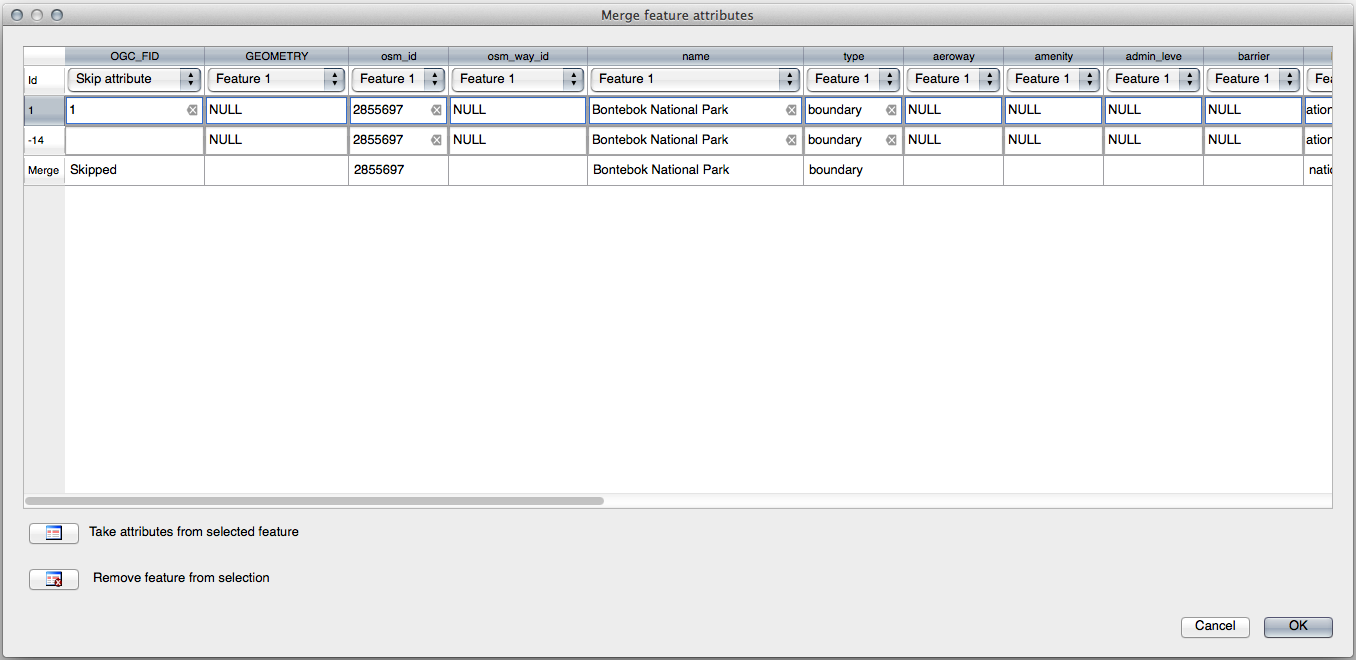 Merge feature attributes
OGC_FID GEOMETRY osm_id osm_way_id name type aeroway amenity admin_leve barrier
Id Skip attribute Feature 1 Feature 1 Feature 1 Feature 1 Feature 1 Feature 1 Feature 1 Feature 1 Feature 1 Fea
1 1 NULL 2855697 NULL Bontebok National Park boundary NULL NULL NULL NULL ation
-14 NULL 2855697 NULL Bontebok National Park boundary NULL NULL NULL NULL ation
Merge Skipped 2855697 Bontebok National Park boundary natio
Take attributes from selected feature
Remove feature from selection
Cancel OK